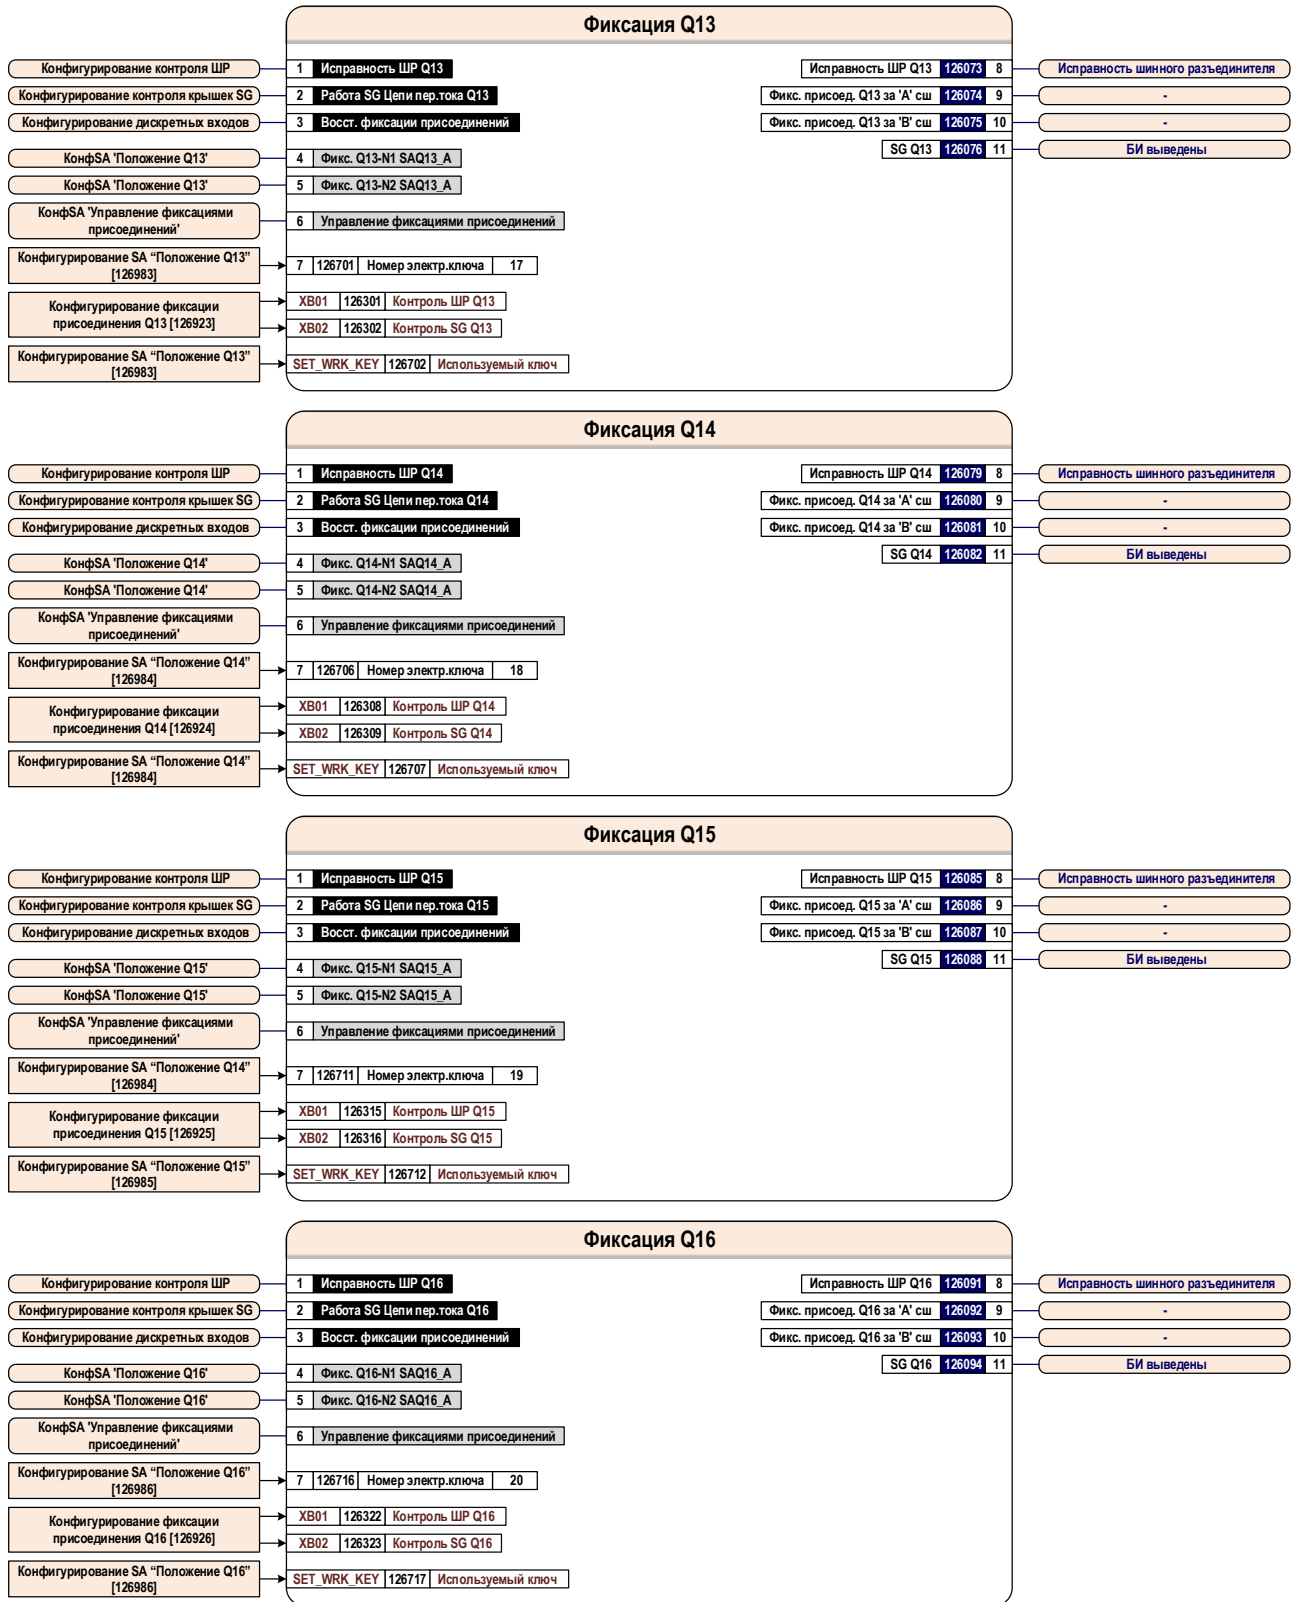 Фиксация Q13
Конфигурирование контроля ШР 1 Исправность ШР Q13 Исправность ШР Q13 126073 8 Исправность шинного разъединителя
Конфигурирование контроля крышек SG 2 Работа SG Цепи пер.тока Q13 Фикс. присоед. Q13 за 'А' сш 126074 9 -
Конфигурирование дискретных входов 3 Восст. фиксации присоединений Фикс. присоед. Q13 за 'В' сш 126075 10 -
SG Q13 126076 11 БИ выведены
КонфSA 'Положение Q13' 4 Фикс. Q13-N1 SAQ13_A
КонфSA 'Положение Q13' 5 Фикс. Q13-N2 SAQ13_A
КонфSA 'Управление фиксациями
присоединений' 6 Управление фиксациями присоединений
Конфигурирование SA “Положение Q13”
[126983] 7 126701 Номер электр.ключа 17
Конфигурирование фиксации
присоединения Q13 [126923]
XB01 126301 Контроль ШР Q13
XB02 126302 Контроль SG Q13
Конфигурирование SA “Положение Q13”
[126983] SET_WRK_KEY 126702 Используемый ключ
Фиксация Q14
Конфигурирование контроля ШР 1 Исправность ШР Q14 Исправность ШР Q14 126079 8 Исправность шинного разъединителя
Конфигурирование контроля крышек SG 2 Работа SG Цепи пер.тока Q14 Фикс. присоед. Q14 за 'А' сш 126080 9 -
Конфигурирование дискретных входов 3 Восст. фиксации присоединений Фикс. присоед. Q14 за 'В' сш 126081 10 -
SG Q14 126082 11 БИ выведены
КонфSA 'Положение Q14' 4 Фикс. Q14-N1 SAQ14_A
КонфSA 'Положение Q14' 5 Фикс. Q14-N2 SAQ14_A
КонфSA 'Управление фиксациями
присоединений' 6 Управление фиксациями присоединений
Конфигурирование SA “Положение Q14”
[126984] 7 126706 Номер электр.ключа 18
Конфигурирование фиксации
присоединения Q14 [126924]
XB01 126308 Контроль ШР Q14
XB02 126309 Контроль SG Q14
Конфигурирование SA “Положение Q14”
[126984] SET_WRK_KEY 126707 Используемый ключ
Фиксация Q15
Конфигурирование контроля ШР 1 Исправность ШР Q15 Исправность ШР Q15 126085 8 Исправность шинного разъединителя
Конфигурирование контроля крышек SG 2 Работа SG Цепи пер.тока Q15 Фикс. присоед. Q15 за 'А' сш 126086 9 -
Конфигурирование дискретных входов 3 Восст. фиксации присоединений Фикс. присоед. Q15 за 'В' сш 126087 10 -
SG Q15 126088 11 БИ выведены
КонфSA 'Положение Q15' 4 Фикс. Q15-N1 SAQ15_A
КонфSA 'Положение Q15' 5 Фикс. Q15-N2 SAQ15_A
КонфSA 'Управление фиксациями
присоединений' 6 Управление фиксациями присоединений
Конфигурирование SA “Положение Q14”
[126984] 7 126711 Номер электр.ключа 19
Конфигурирование фиксации
присоединения Q15 [126925]
XB01 126315 Контроль ШР Q15
XB02 126316 Контроль SG Q15
Конфигурирование SA “Положение Q15”
[126985] SET_WRK_KEY 126712 Используемый ключ
Фиксация Q16
Конфигурирование контроля ШР 1 Исправность ШР Q16 Исправность ШР Q16 126091 8 Исправность шинного разъединителя
Конфигурирование контроля крышек SG 2 Работа SG Цепи пер.тока Q16 Фикс. присоед. Q16 за 'А' сш 126092 9 -
Конфигурирование дискретных входов 3 Восст. фиксации присоединений Фикс. присоед. Q16 за 'В' сш 126093 10 -
SG Q16 126094 11 БИ выведены
КонфSA 'Положение Q16' 4 Фикс. Q16-N1 SAQ16_A
КонфSA 'Положение Q16' 5 Фикс. Q16-N2 SAQ16_A
КонфSA 'Управление фиксациями
присоединений' 6 Управление фиксациями присоединений
Конфигурирование SA “Положение Q16”
[126986] 7 126716 Номер электр.ключа 20
Конфигурирование фиксации
присоединения Q16 [126926]
XB01 126322 Контроль ШР Q16
XB02 126323 Контроль SG Q16
Конфигурирование SA “Положение Q16”
[126986] SET_WRK_KEY 126717 Используемый ключ